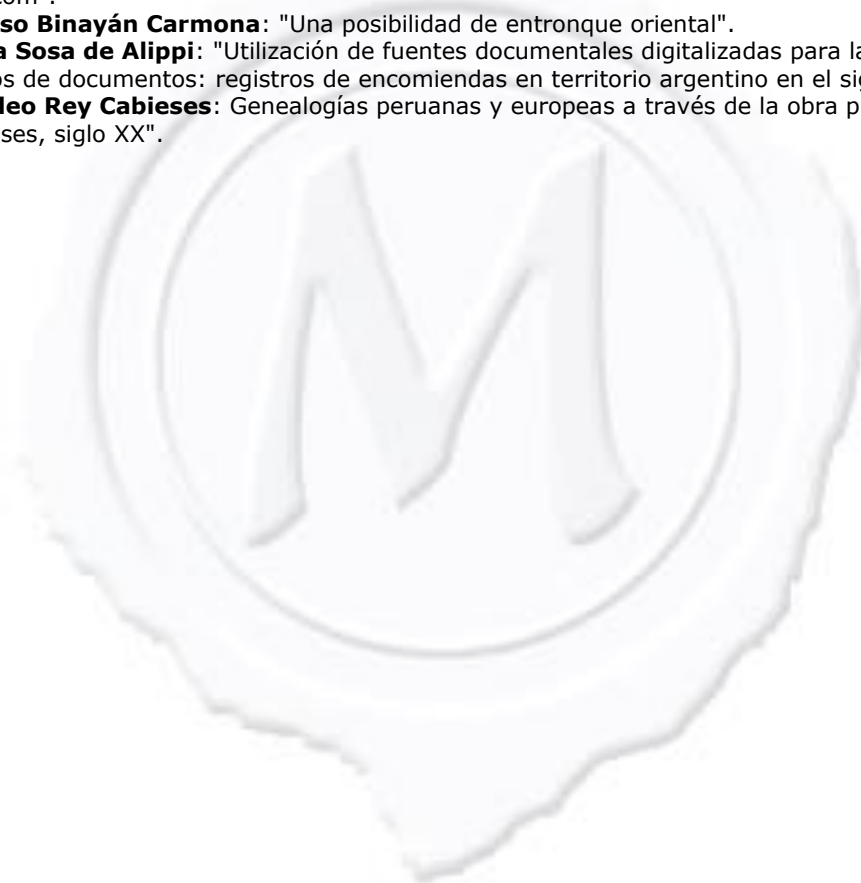 com".
so Binayán Carmona: "Una posibilidad de entronque oriental".
a Sosa de Alippi: "Utilización de fuentes documentales digitalizadas para la
os de documentos: registros de encomiendas en territorio argentino en el sig
leo Rey Cabieses: Genealogías peruanas y europeas a través de la obra p
ses, siglo XX".
M